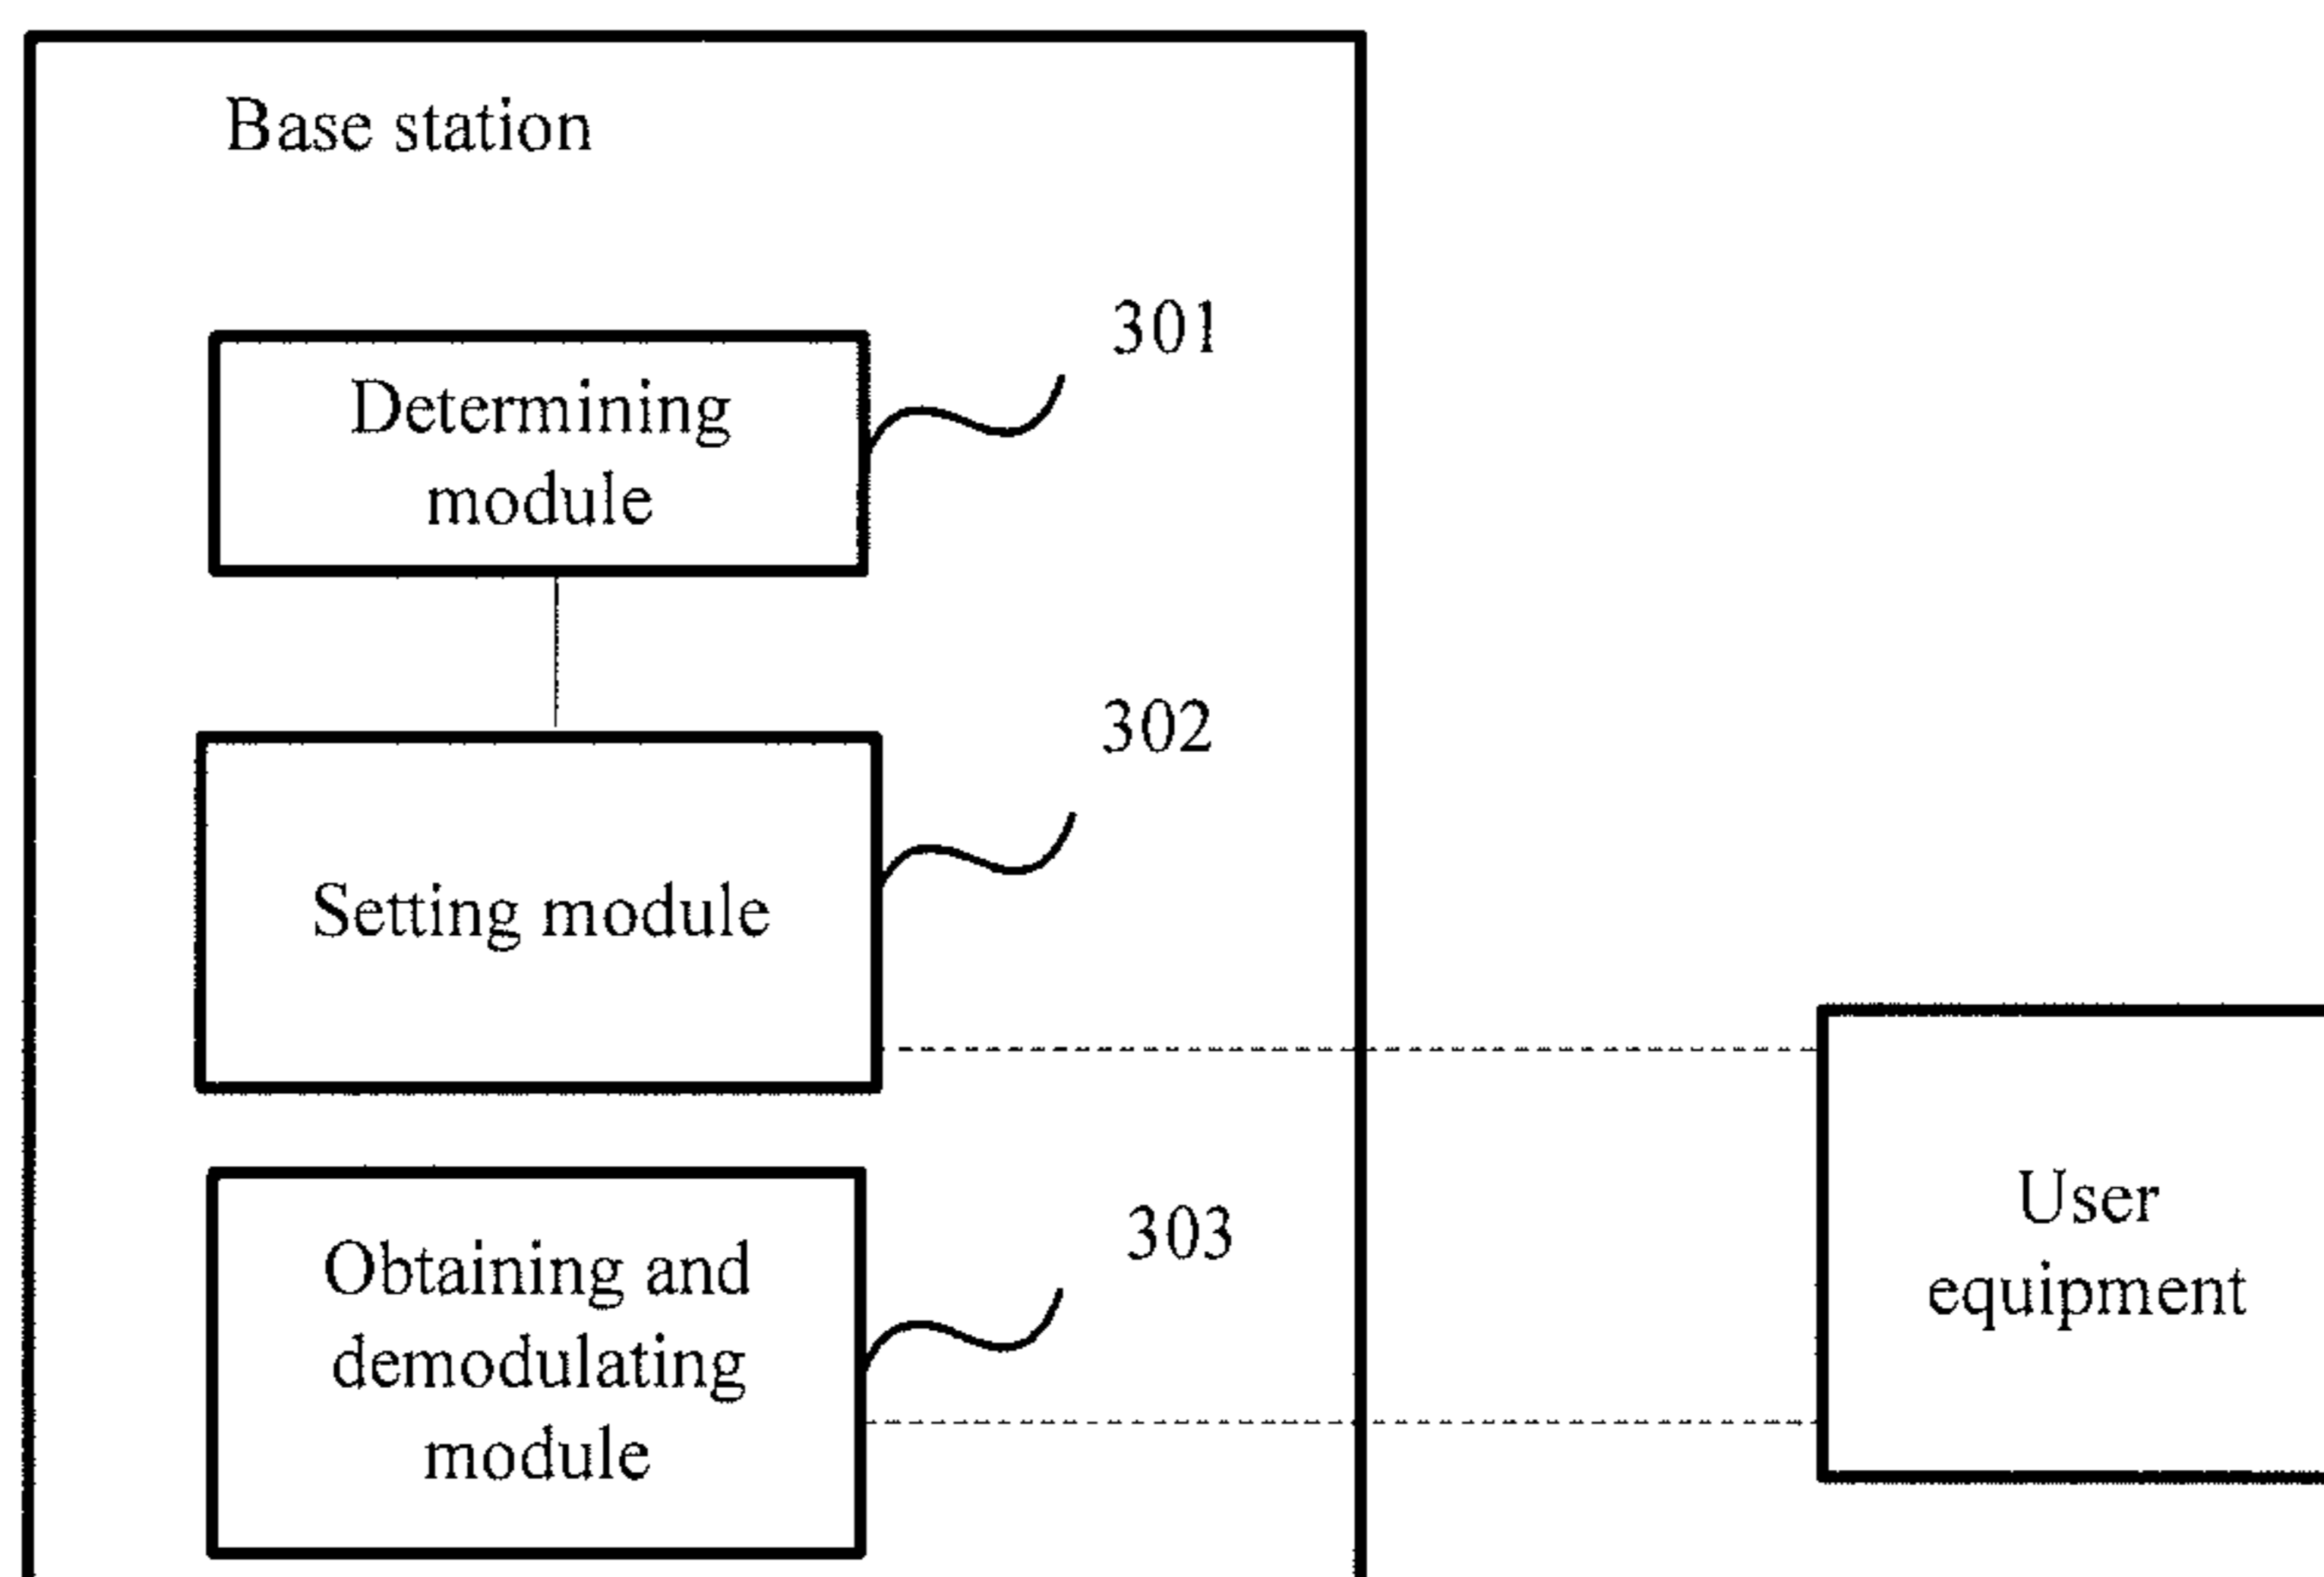 Base station
301
Determining
module
302
Setting module
303
Obtaining and
demodulating
module
User
equipment